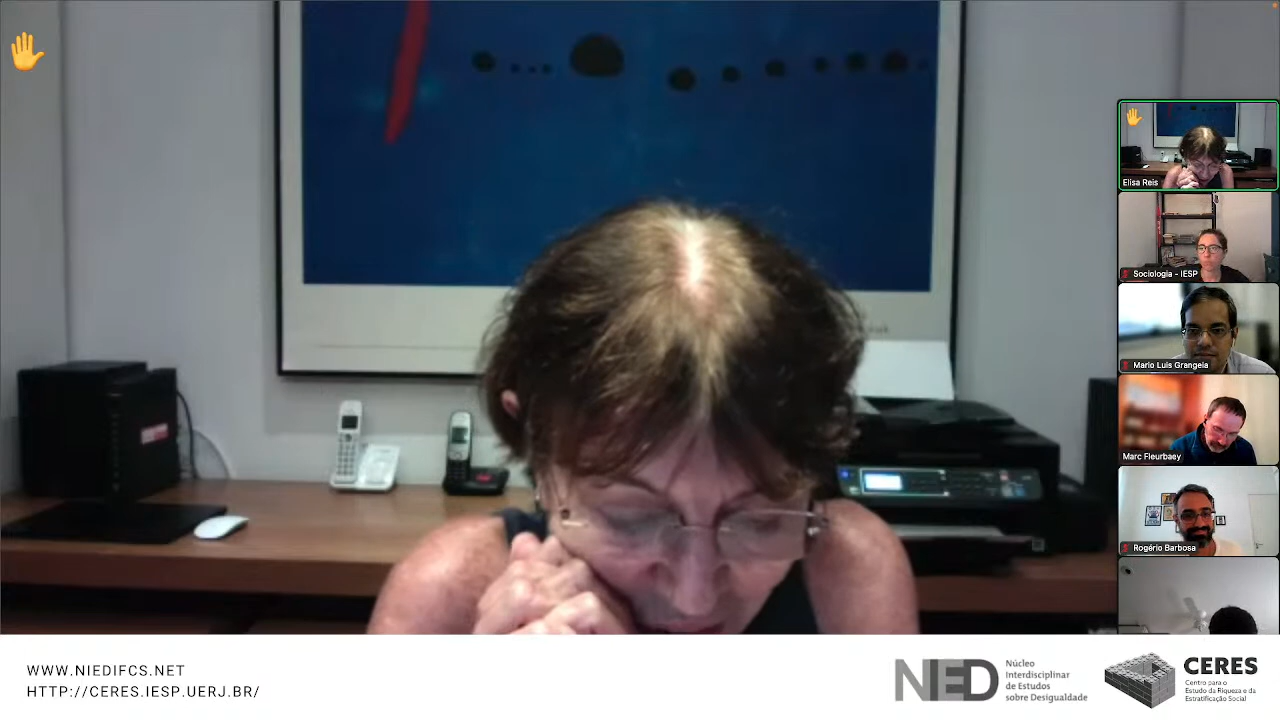 Elisa Reis
Sociologia - IESP
Mario Luis Grangeia
Marc Fleurbaey
Rogério Barbosa
WWW.NIEDIFCS.NET
HTTP://CERES.IESP.UERJ.BR/
NIED
Núcleo
Interdisciplinar
de Estudos
sobre Desigualdade
CERES
Centro para o
Estudo da Riqueza e da
Estratificação Social